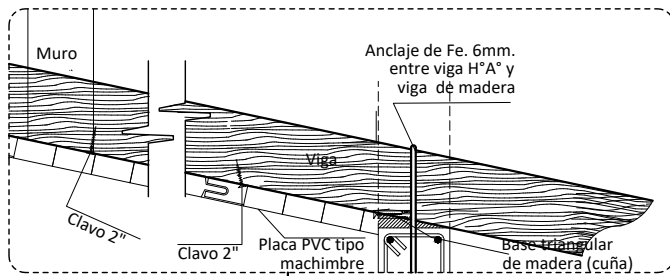 Muro
Anclaje de Fe. 6mm.
entre viga H°A° y
viga de madera
Viga
Clavo 2"
Clavo 2"
Placa PVC tipo
machimbre
Base triangular
de madera (cuña)